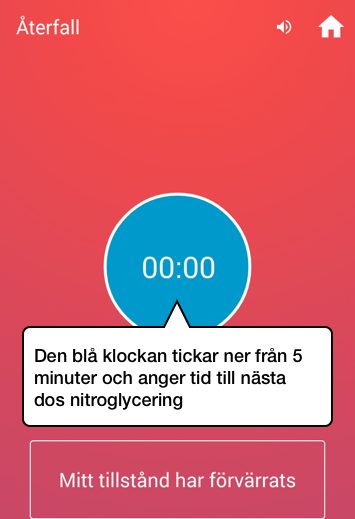 Återfall
00:00
Den blå klockan tickar ner från 5
minuter och anger tid till nästa
dos nitroglycering
Mitt tillstånd har förvärrats